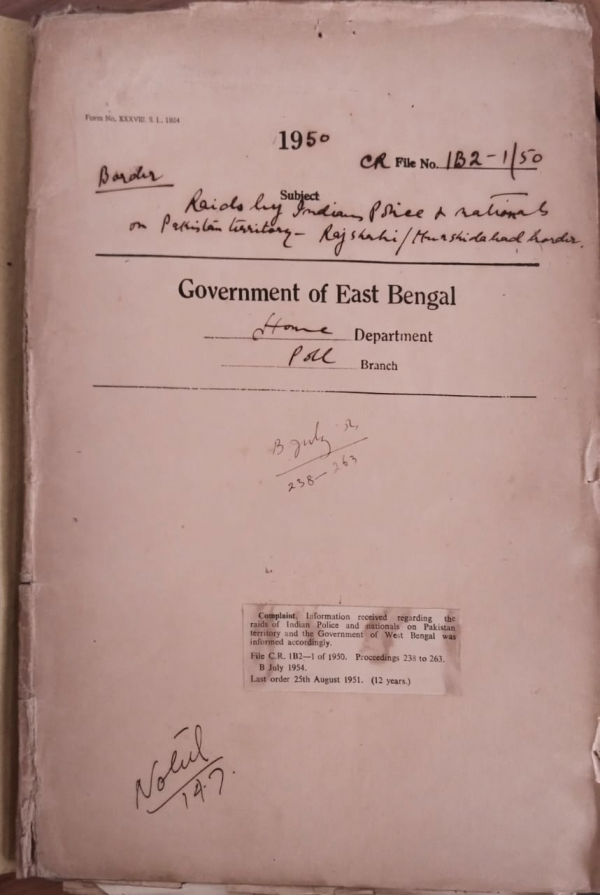 Form No. XXXVIII. S L. 1804
1950
CR File No. 1B2-1/50
Border
Subject
Raids by Indian Police & nationals
on Pakistan territory — Rajshahi/Murshidabad border.
Government of East Bengal
Home Department
Poll Branch
B July
238-263
Complaint. Information received regarding the
raids of Indian Police and nationals on Pakistan
territory and the Government of West Bengal was
informed accordingly.
File C.R. 1B2—1 of 1950. Proceedings 238 to 263.
B July 1954.
Last order 25th August 1951. (12 years.)